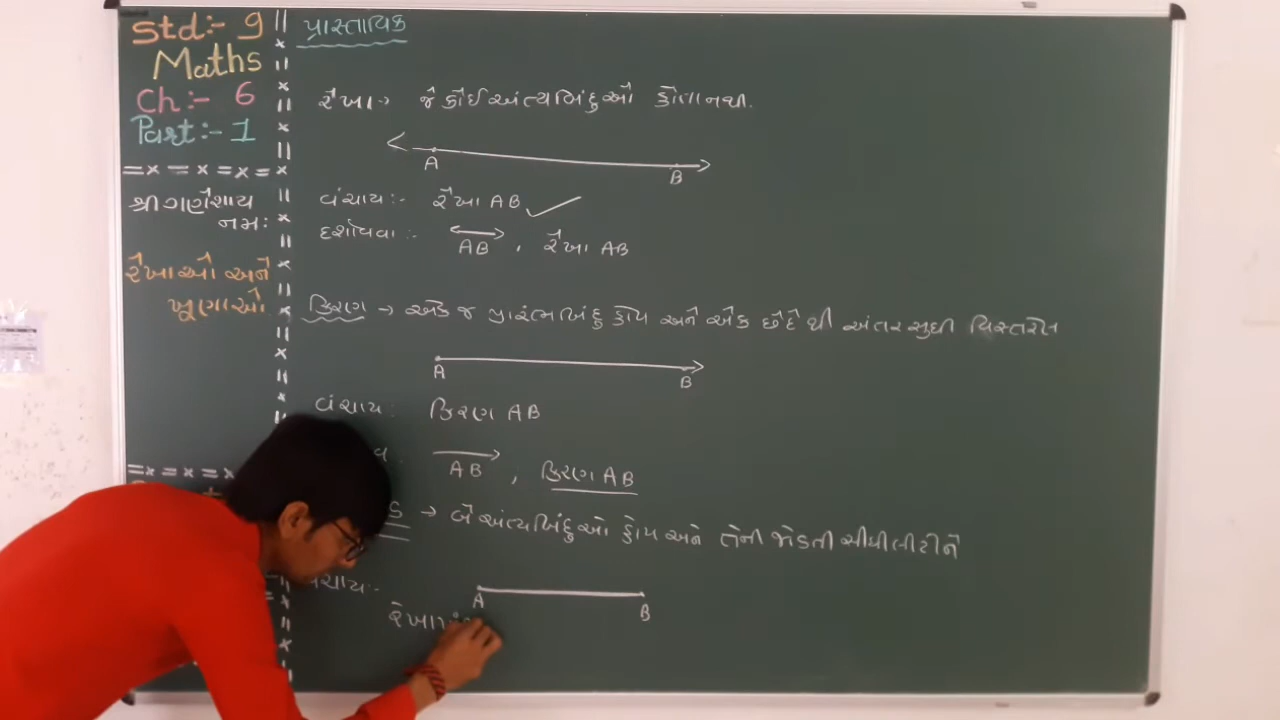 Std:- 9
Maths
Ch:- 6
Part:- 1
શ્રી ગણેશાય
નમઃ
રેખાઓ અને
ખૂણાઓ
પ્રાસ્તાવિક
રેખા → જે કોઈ અંત્યબિંદુઓ હોતા નથી.
A B
વંચાય :- રેખા AB
દર્શાવવા :- AB , રેખા AB
કિરણ → એક જ પ્રારંભબિંદુ હોય અને એક છેદે થી અંતર સુધી વિસ્તરેલ
A B
વંચાય : કિરણ AB
AB , કિરણ AB
→ બે અંત્યબિંદુઓ હોય અને તેની જોડતી સીધી લીટીને
વંચાય :-
A B